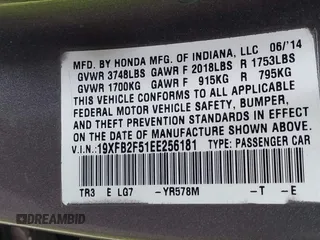 MFD. BY HONDA MFG. OF INDIANA, LLC 06/'14
GVWR 3748LBS GAWR F 2018LBS R 1753LBS
GVWR 1700KG GAWR F 915KG R 795KG
THIS VEHICLE CONFORMS TO ALL APPLICABLE
FEDERAL MOTOR VEHICLE SAFETY, BUMPER,
AND THEFT PREVENTION STANDARDS IN EFFECT
ON THE DATE OF MANUFACTURE SHOWN ABOVE.
V.I.N:19XFB2F51EE256181 TYPE: PASSENGER CAR
TR3 E LG7 -YR578M -T -E
DREAMBID